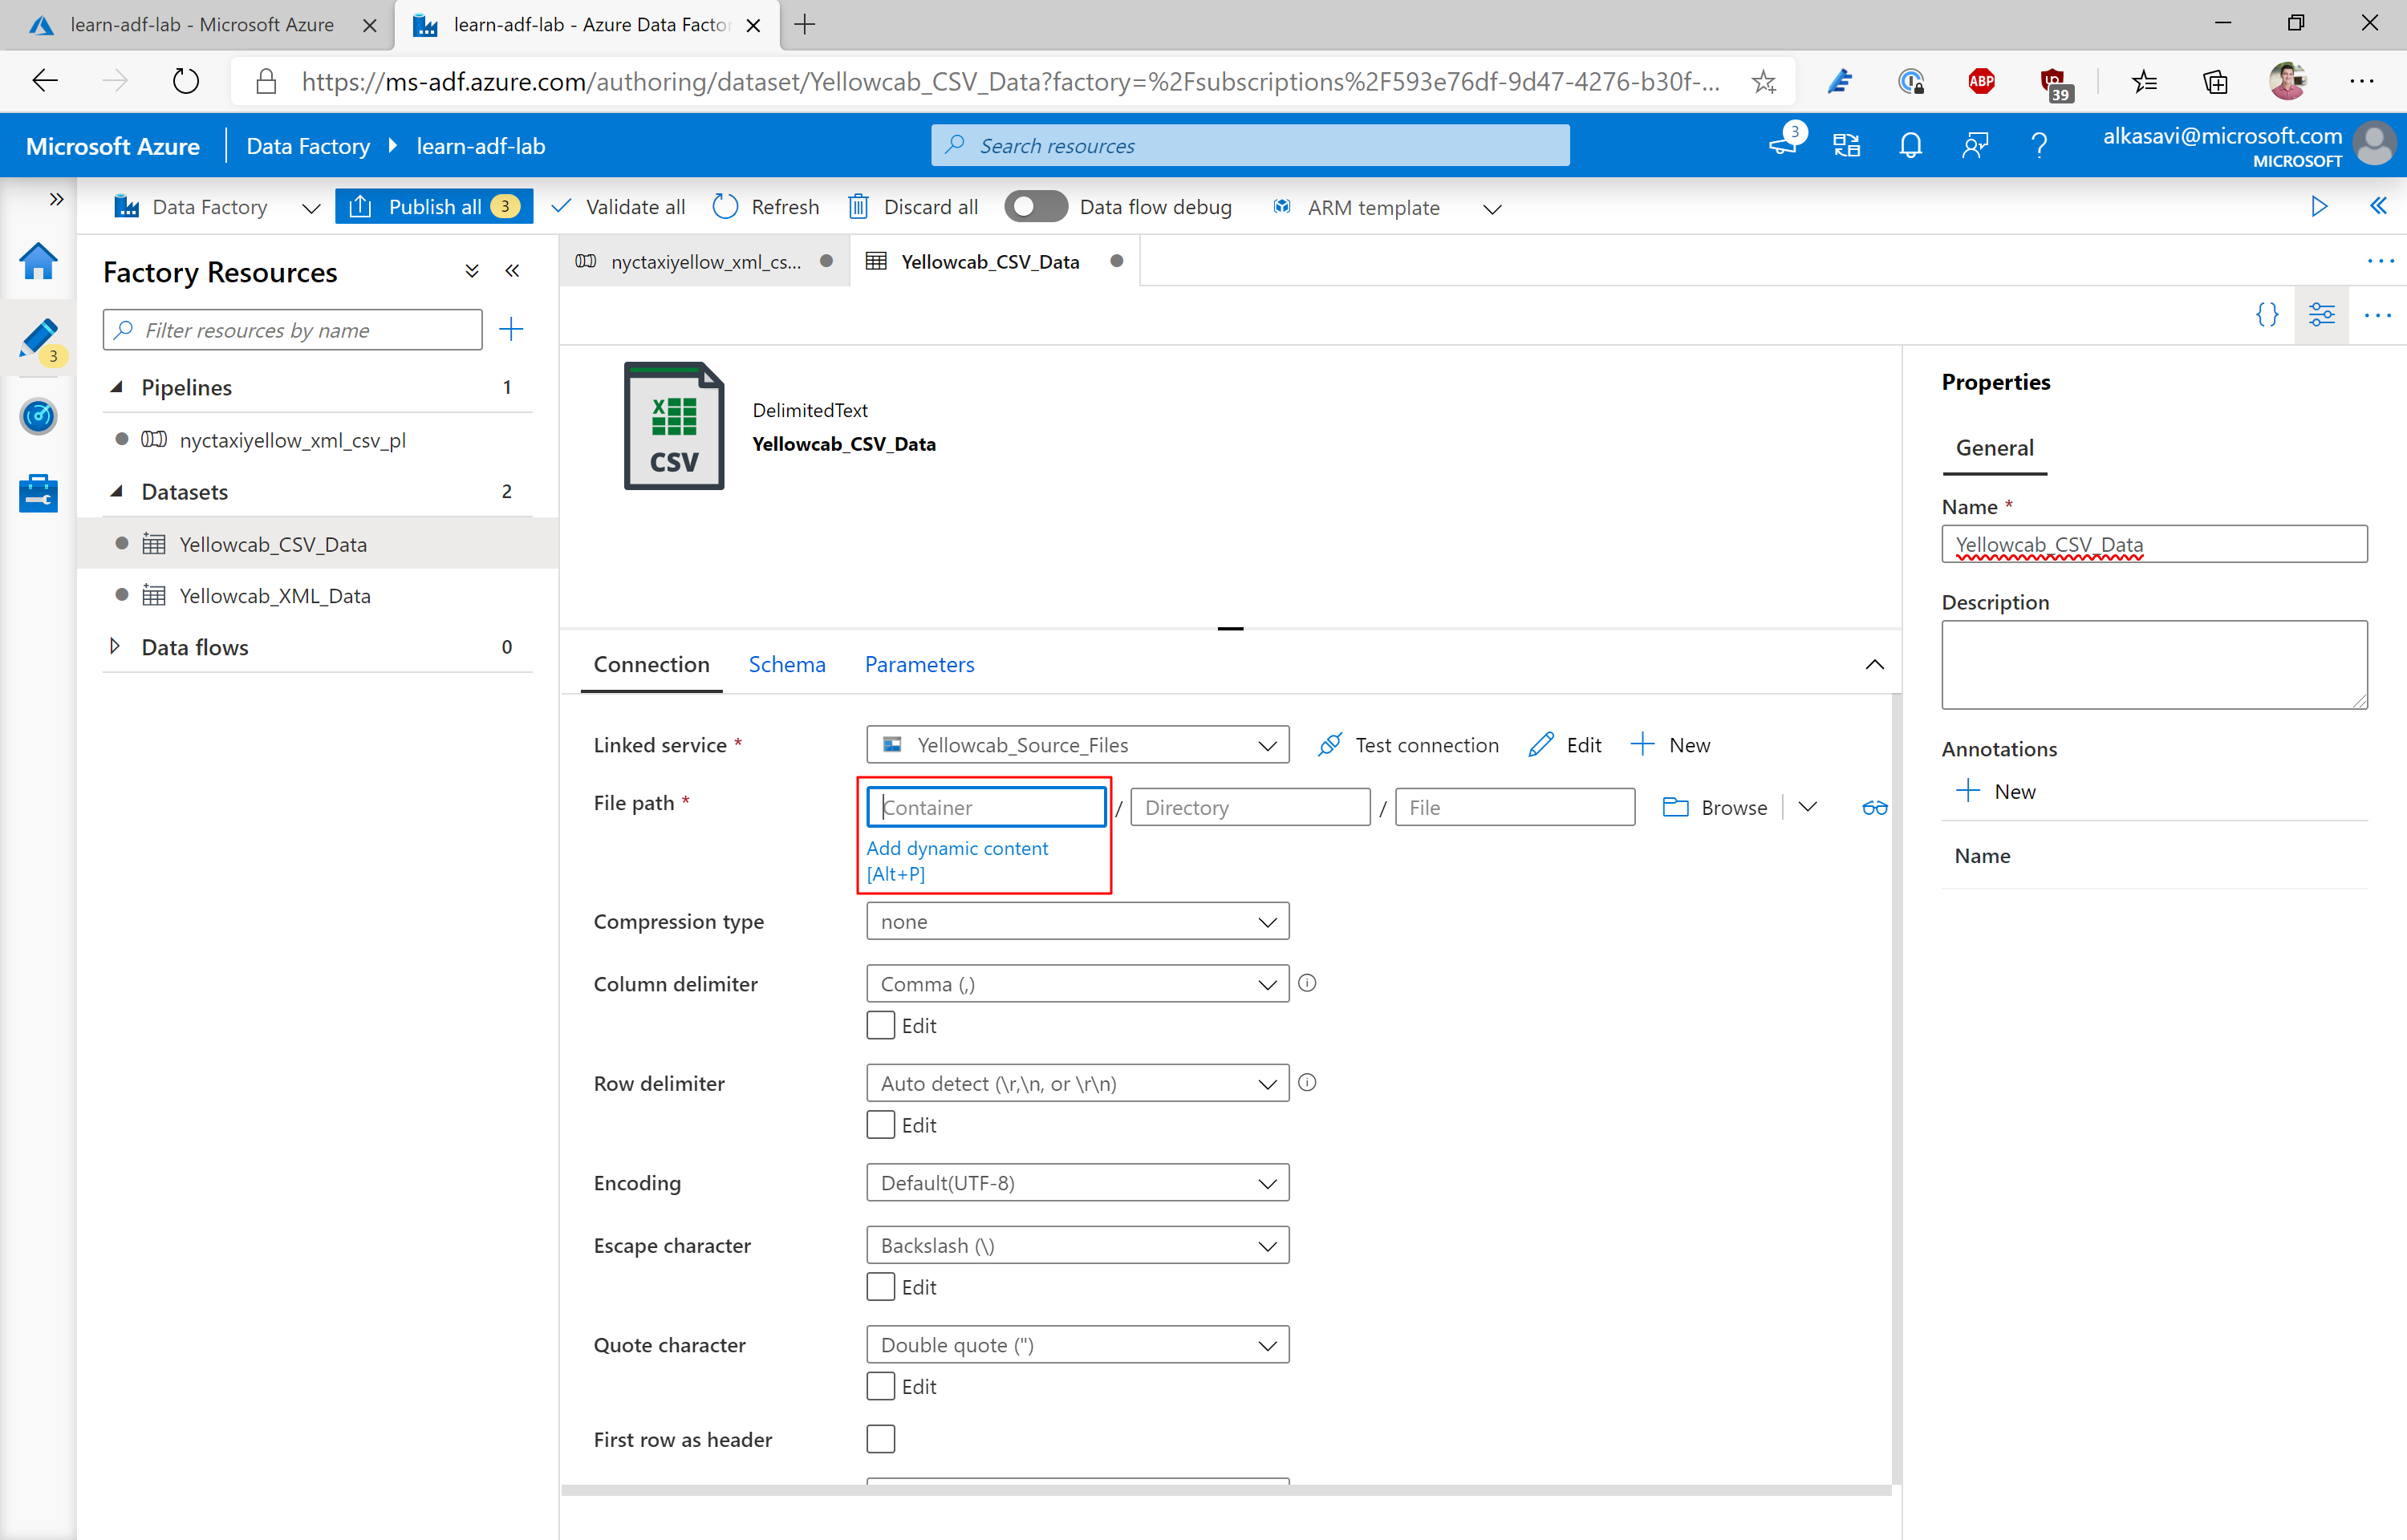 learn-adf-lab - Microsoft Azure
learn-adf-lab - Azure Data Facto
https://ms-adf.azure.com/authoring/dataset/Yellowcab_CSV_Data?factory=%2Fsubscriptions%2F593e76df-9d47-4276-b30f-...
ABP
39
Microsoft Azure
Data Factory
learn-adf-lab
Search resources
3
alkasavi@microsoft.com
MICROSOFT
Data Factory
Publish all
3
Validate all
Refresh
Discard all
Data flow debug
ARM template
3
Factory Resources
Filter resources by name
Pipelines
1
nyctaxiyellow_xml_csv_pl
Datasets
2
Yellowcab_CSV_Data
Yellowcab_XML_Data
Data flows
0
nyctaxiyellow_xml_cs...
Yellowcab_CSV_Data
X
CSV
DelimitedText
Yellowcab_CSV_Data
Connection
Schema
Parameters
Linked service *
Yellowcab_Source_Files
Test connection
Edit
New
File path *
Container
/
Directory
/
File
Browse
Add dynamic content
[Alt+P]
Compression type
none
Column delimiter
Comma (,)
Edit
Row delimiter
Auto detect (\r,\n, or \r\n)
Edit
Encoding
Default(UTF-8)
Escape character
Backslash (\)
Edit
Quote character
Double quote (")
Edit
First row as header
Properties
General
Name *
Yellowcab_CSV_Data
Description
Annotations
New
Name